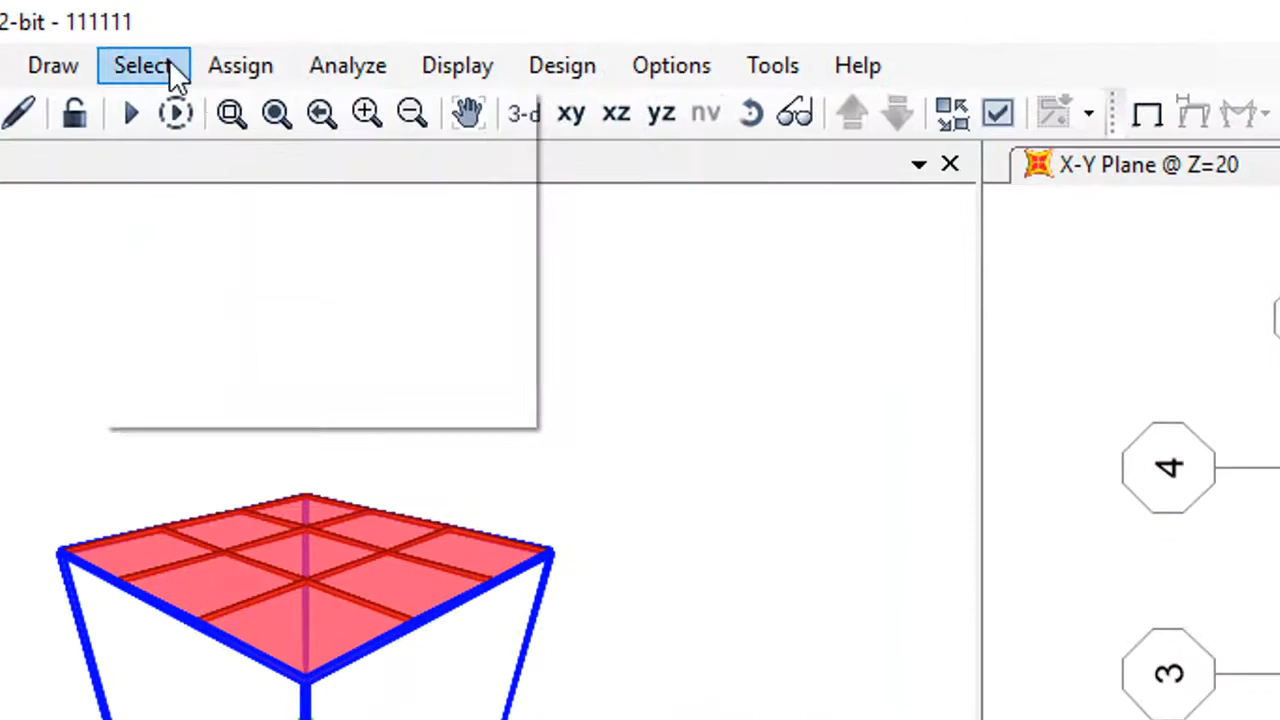 2-bit - 111111
Draw Select Assign Analyze Display Design Options Tools Help
3-d xy xz yz nv
X-Y Plane @ Z=20
4
3